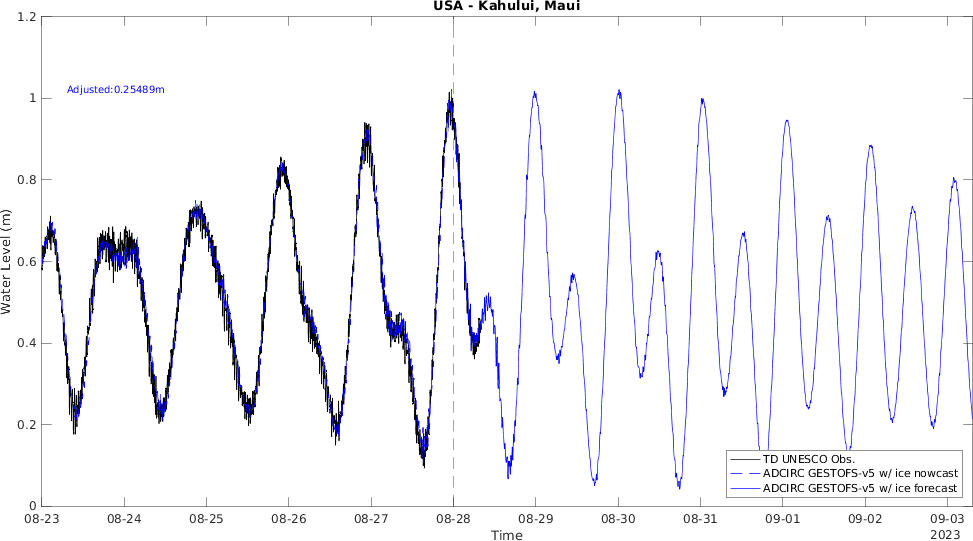 USA - Kahului, Maui
1.2
1
0.8
0.6
0.4
0.2
0
Water Level (m)
Adjusted:0.25489m
TD UNESCO Obs.
ADCIRC GESTOFS-v5 w/ ice nowcast
ADCIRC GESTOFS-v5 w/ ice forecast
08-23 08-24 08-25 08-26 08-27 08-28 08-29 08-30 08-31 09-01 09-02 09-03
2023
Time